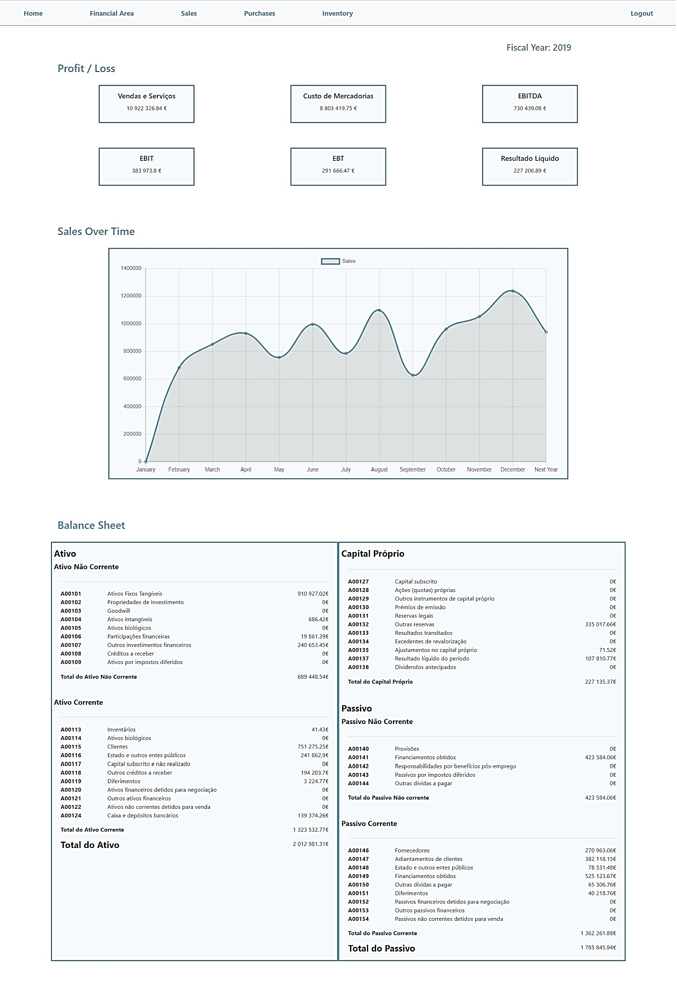 Home Financial Area Sales Purchases Inventory Logout
Fiscal Year: 2019
Profit / Loss
Vendas e Serviços
10 922 326.84 €
Custo de Mercadorias
8 803 419.75 €
EBITDA
730 439.08 €
EBIT
383 973.8 €
EBT
291 666.47 €
Resultado Líquido
227 206.89 €
Sales Over Time
Sales
1400000
1200000
1000000
800000
600000
400000
200000
0
January February March April May June July August September October November December Next Year
Balance Sheet
Ativo
Ativo Não Corrente
A00101 Ativos Fixos Tangíveis 910 927.02€
A00102 Propriedades de Investimento 0€
A00103 Goodwill 0€
A00104 Ativos intangíveis 686.42€
A00105 Ativos biológicos 0€
A00106 Participações financeiras 19 861.39€
A00107 Outros investimentos financeiros 240 653.45€
A00108 Créditos a receber 0€
A00109 Ativos por impostos diferidos 0€
Total do Ativo Não Corrente 689 448.54€
Ativo Corrente
A00113 Inventários 41.43€
A00114 Ativos biológicos 0€
A00115 Clientes 751 275.25€
A00116 Estado e outros entes públicos 241 862.9€
A00117 Capital subscrito e não realizado 0€
A00118 Outros créditos a receber 194 203.7€
A00119 Diferimentos 3 224.77€
A00120 Ativos financeiros detidos para negociação 0€
A00121 Outros ativos financeiros 0€
A00122 Ativos não correntes detidos para venda 0€
A00124 Caixa e depósitos bancários 139 374.26€
Total do Ativo Corrente 1 323 532.77€
Total do Ativo 2 012 981.31€
Capital Próprio
A00127 Capital subscrito 0€
A00128 Ações (quotas) próprias 0€
A00129 Outros instrumentos de capital próprio 0€
A00130 Prémios de emissão 0€
A00131 Reservas legais 0€
A00132 Outras reservas 335 017.66€
A00133 Resultados transitados 0€
A00134 Excedentes de revalorização 0€
A00135 Ajustamentos no capital próprio 71.52€
A00137 Resultado líquido do período 107 810.77€
A00138 Dividendos antecipados 0€
Total do Capital Próprio 227 135.37€
Passivo
Passivo Não Corrente
A00140 Provisões 0€
A00141 Financiamentos obtidos 423 584.06€
A00142 Responsabilidades por benefícios pós-emprego 0€
A00143 Passivos por impostos diferidos 0€
A00144 Outras dívidas a pagar 0€
Total do Passivo Não corrente 423 584.06€
Passivo Corrente
A00146 Fornecedores 270 963.06€
A00147 Adiantamentos de clientes 382 118.15€
A00148 Estado e outros entes públicos 78 531.48€
A00149 Financiamentos obtidos 525 123.67€
A00150 Outras dívidas a pagar 65 306.76€
A00151 Diferimentos 40 218.76€
A00152 Passivos financeiros detidos para negociação 0€
A00153 Outros passivos financeiros 0€
A00154 Passivos não correntes detidos para venda 0€
Total do Passivo Corrente 1 362 261.88€
Total do Passivo 1 785 845.94€